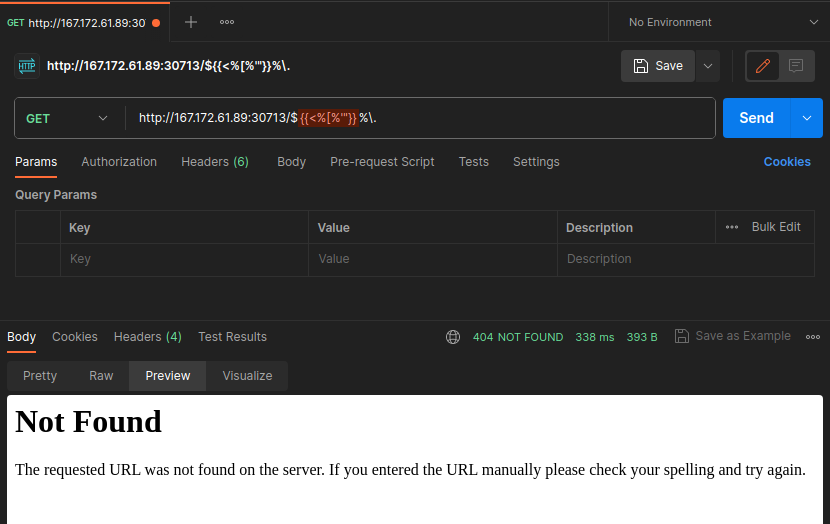 GET http://167.172.61.89:30
No Environment
HTTP http://167.172.61.89:30713/${{<%[%'"}}%\.
Save
GET http://167.172.61.89:30713/${{<%[%'"}}%\.
Send
Params Authorization Headers (6) Body Pre-request Script Tests Settings Cookies
Query Params
Key Value Description Bulk Edit
Key Value Description
Body Cookies Headers (4) Test Results 404 NOT FOUND 338 ms 393 B Save as Example
Pretty Raw Preview Visualize
Not Found
The requested URL was not found on the server. If you entered the URL manually please check your spelling and try again.